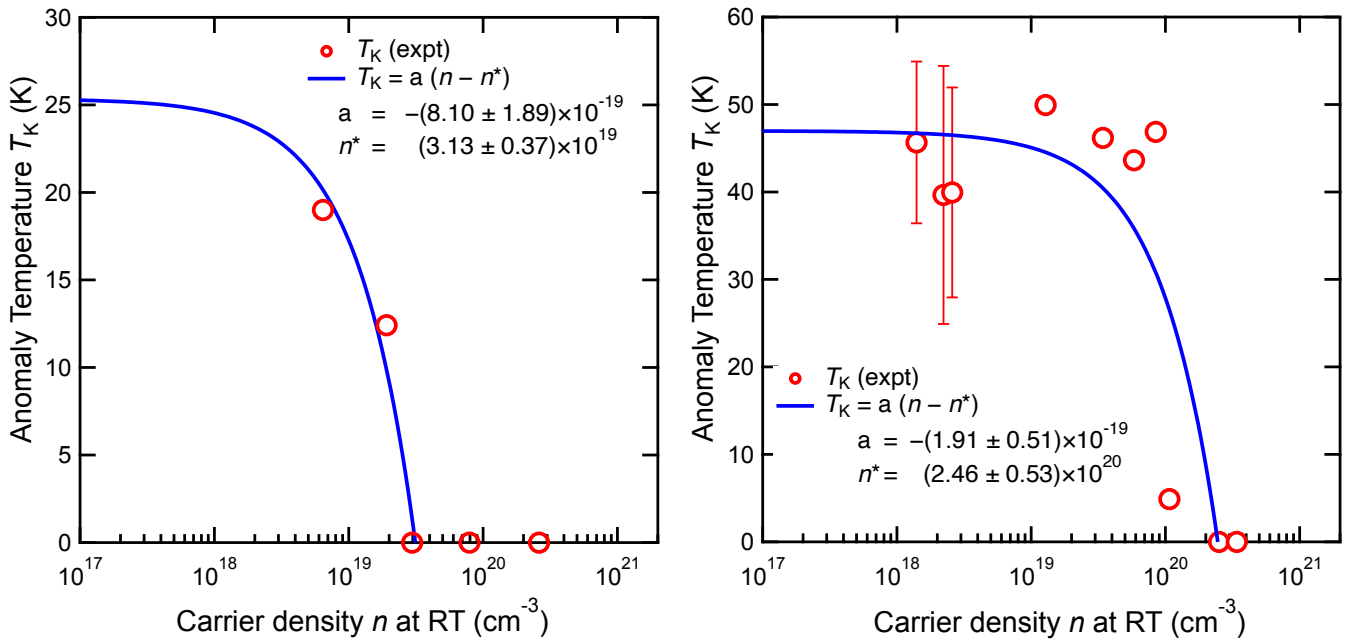 30
25
20
15
10
5
0
Anomaly Temperature T_K (K)
T_K (expt)
T_K = a (n – n*)
a = –(8.10 ± 1.89)×10^-19
n* = (3.13 ± 0.37)×10^19
10^17 10^18 10^19 10^20 10^21
Carrier density n at RT (cm^-3)
60
50
40
30
20
10
0
Anomaly Temperature T_K (K)
T_K (expt)
T_K = a (n – n*)
a = –(1.91 ± 0.51)×10^-19
n* = (2.46 ± 0.53)×10^20
10^17 10^18 10^19 10^20 10^21
Carrier density n at RT (cm^-3)